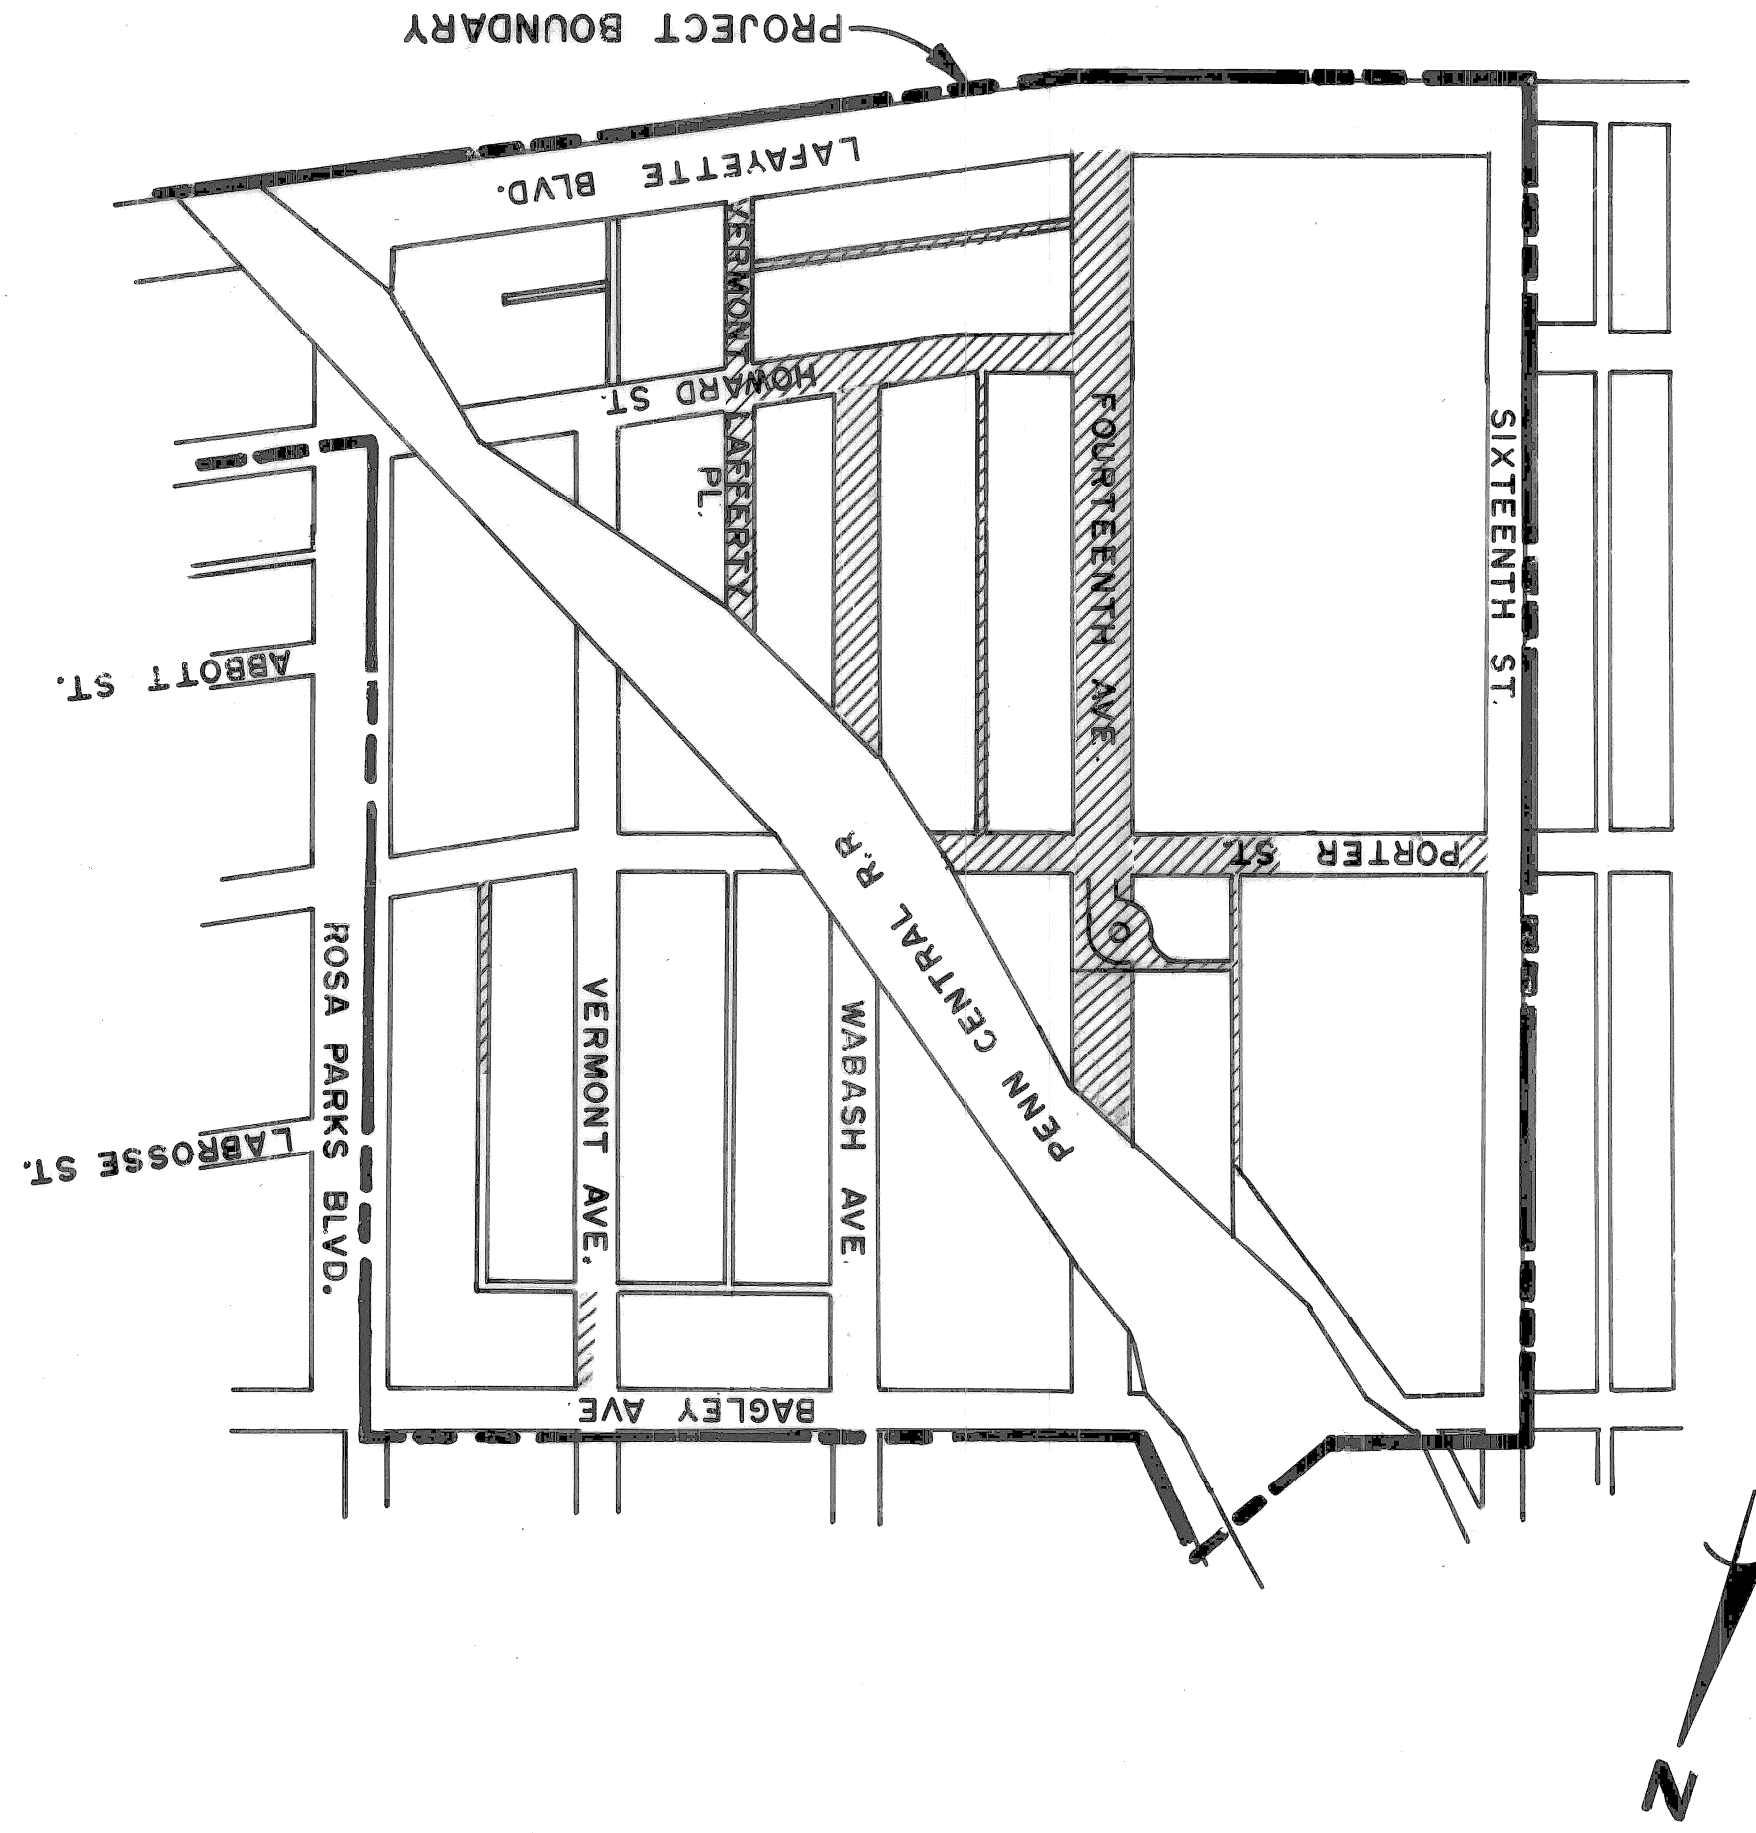 PROJECT BOUNDARY
LAFAYETTE BLVD.
VERMONT
HOWARD ST.
LAFFERTY
PL.
FOURTEENTH AVE.
SIXTEENTH ST.
ABBOTT ST.
PORTER ST.
PENN CENTRAL R.R
ROSA PARKS BLVD.
VERMONT AVE.
WABASH AVE.
LABROSSE ST.
BAGLEY AVE
N